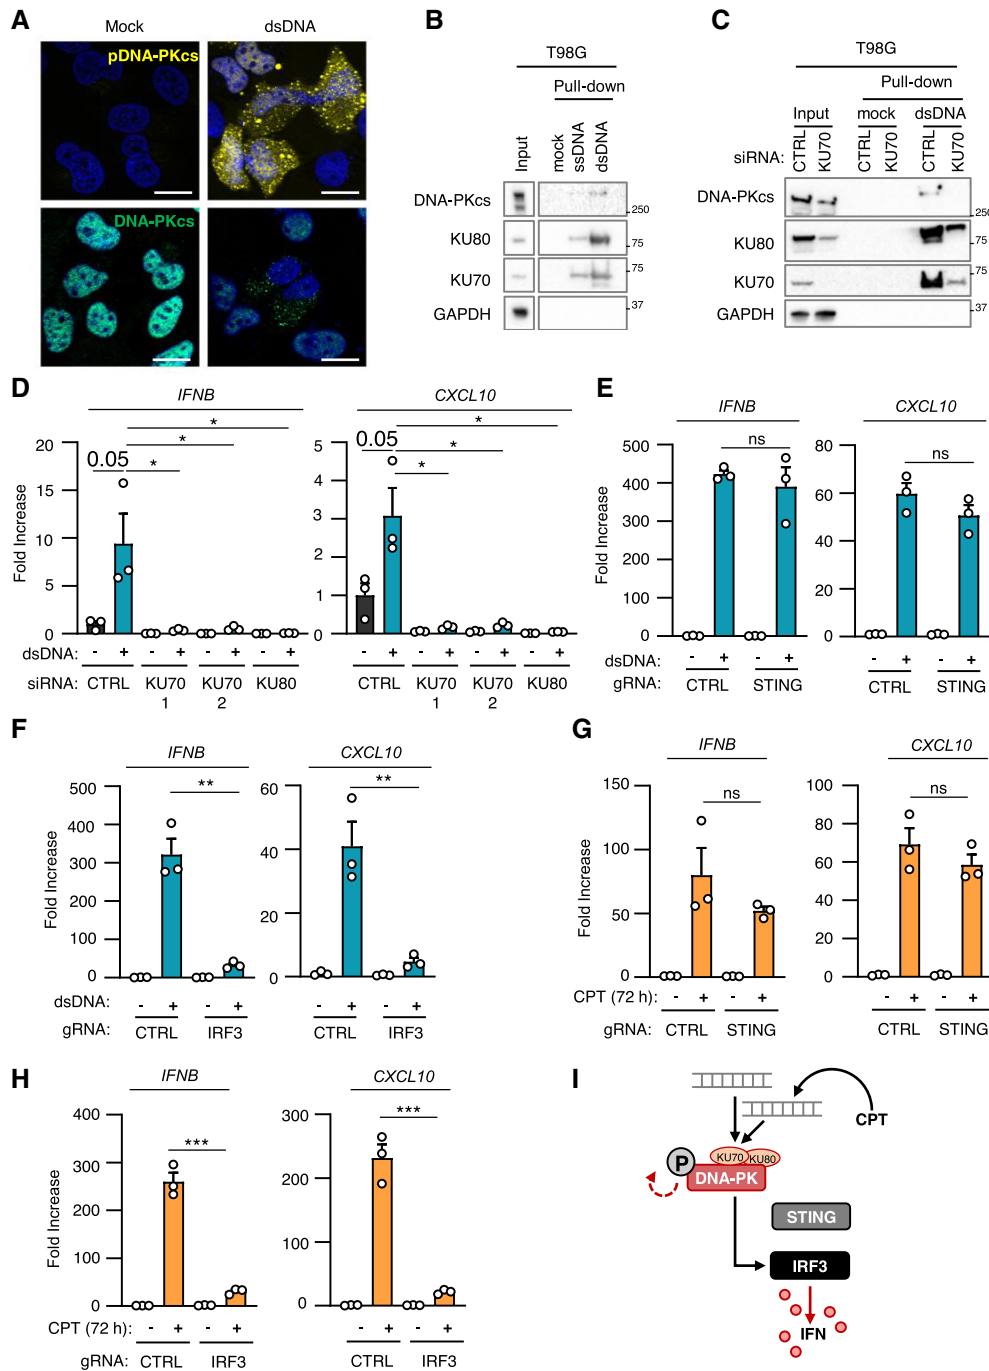 A
Mock
dsDNA
pDNA-PKcs
DNA-PKcs
B
T98G
Pull-down
Input
mock
ssDNA
dsDNA
DNA-PKcs
KU80
KU70
GAPDH
250
75
75
37
C
T98G
Pull-down
Input
mock
dsDNA
siRNA:
CTRL
KU70
CTRL
KU70
CTRL
KU70
DNA-PKcs
KU80
KU70
GAPDH
250
75
75
37
D
IFNB
Fold Increase
20
15
10
5
0
0.05
*
*
*
dsDNA:
- + - + - + - +
siRNA:
CTRL KU70 KU70 KU80
1 2
CXCL10
5
4
3
2
1
0
0.05
*
*
*
- + - + - + - +
CTRL KU70 KU70 KU80
1 2
E
IFNB
Fold Increase
500
400
300
200
100
0
ns
dsDNA:
- + - +
gRNA:
CTRL STING
CXCL10
80
60
40
20
0
ns
- + - +
CTRL STING
F
IFNB
Fold Increase
500
400
300
200
100
0
**
dsDNA:
- + - +
gRNA:
CTRL IRF3
CXCL10
60
40
20
0
**
- + - +
CTRL IRF3
G
IFNB
Fold Increase
150
100
50
0
ns
CPT (72 h):
- + - +
gRNA:
CTRL STING
CXCL10
100
80
60
40
20
0
ns
- + - +
CTRL STING
H
IFNB
Fold Increase
400
300
200
100
0
***
CPT (72 h):
- + - +
gRNA:
CTRL IRF3
CXCL10
300
200
100
0
***
- + - +
CTRL IRF3
I
CPT
P
KU70 KU80
DNA-PK
STING
IRF3
IFN